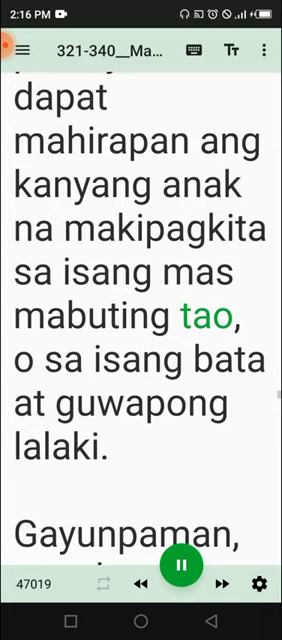 2:16 PM
321-340__Ma...
dapat
mahirapan ang
kanyang anak
na makipagkita
sa isang mas
mabuting tao,
o sa isang bata
at guwapong
lalaki.
Gayunpaman,
47019